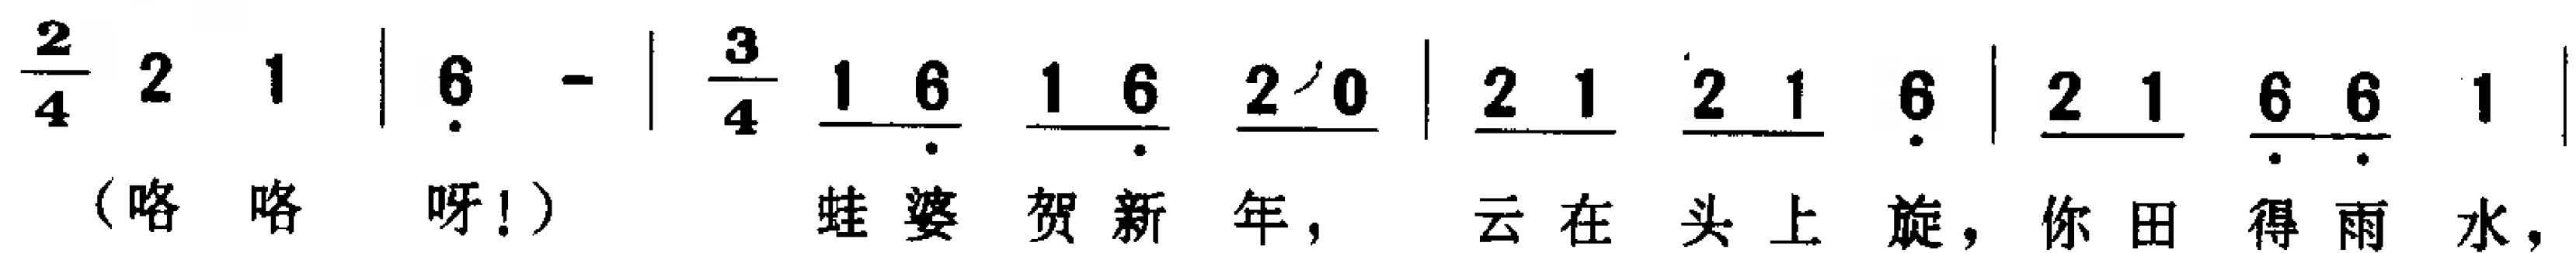 2/4 2 1 | 6 - | 3/4 1 6 1 6 2 0 | 2 1 2 1 6 | 2 1 6 6 1 |
(咯 咯 呀!) 蛙 婆 贺 新 年, 云 在 头 上 旋, 你 田 得 雨 水,